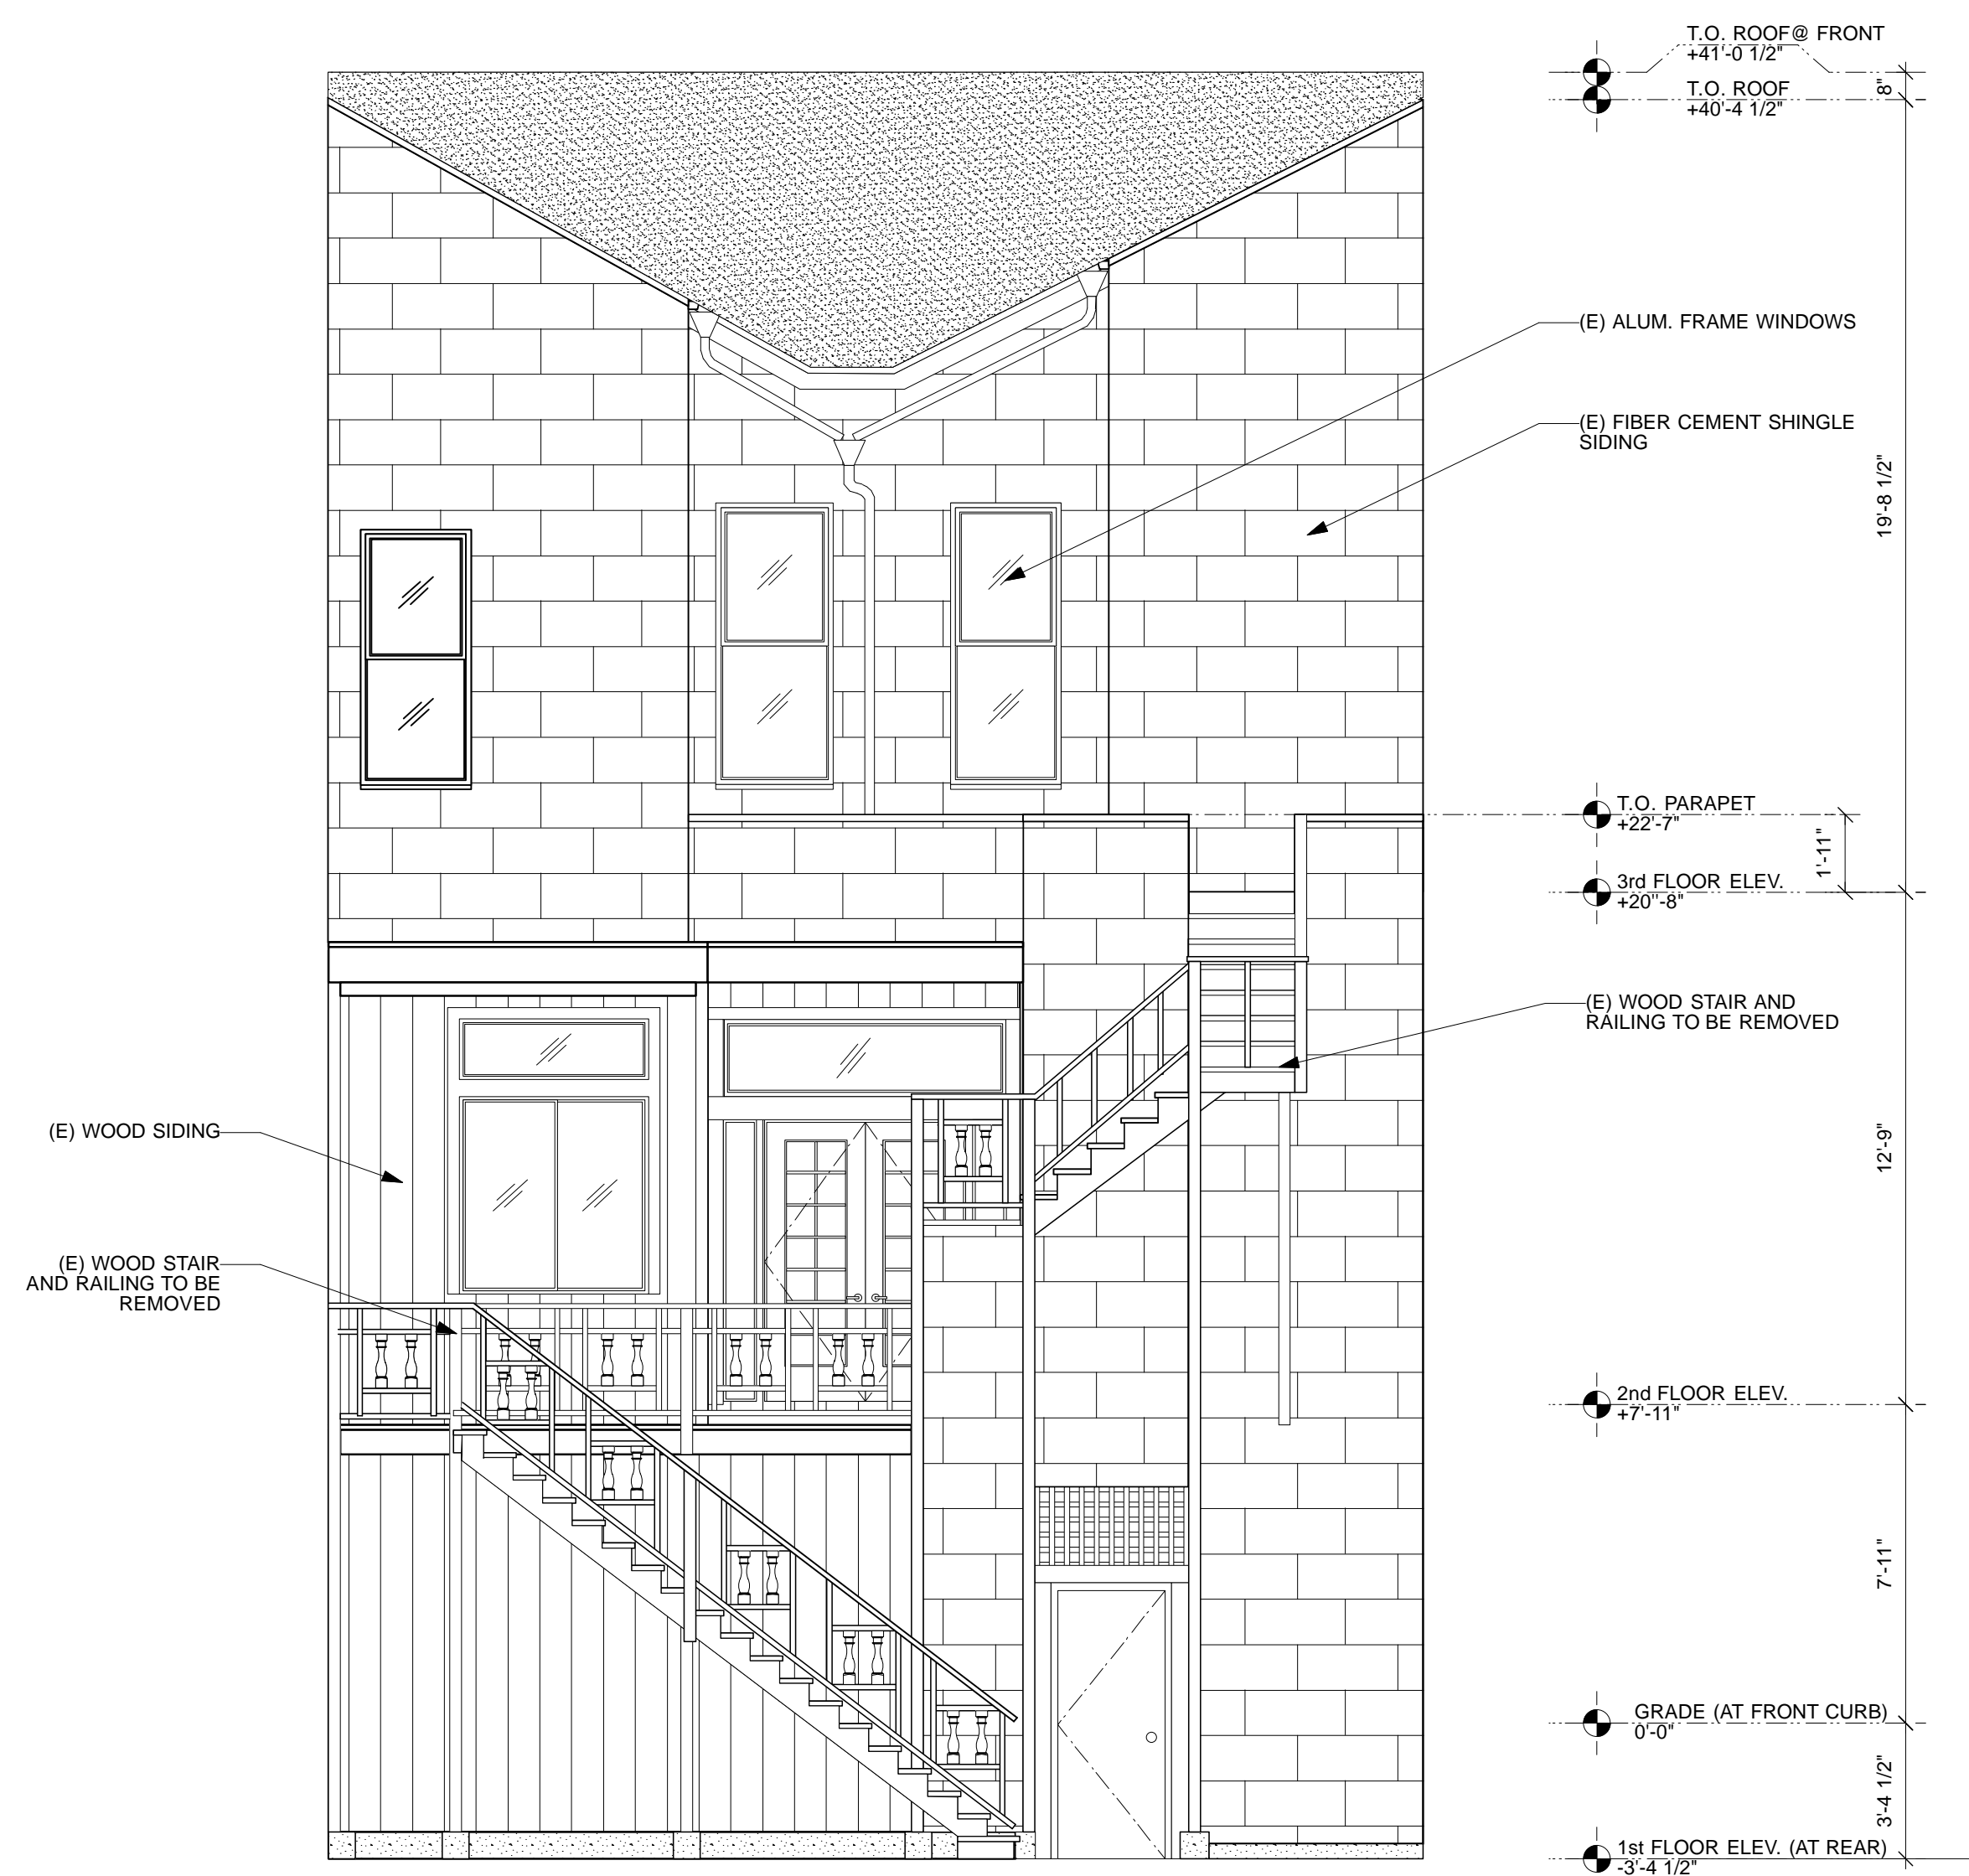 T.O. ROOF@ FRONT
+41'-0 1/2"
8"
T.O. ROOF
+40'-4 1/2"
(E) ALUM. FRAME WINDOWS
(E) FIBER CEMENT SHINGLE
SIDING
19'-8 1/2"
T.O. PARAPET
+22'-7"
1'-11"
3rd FLOOR ELEV.
+20''-8"
(E) WOOD STAIR AND
RAILING TO BE REMOVED
(E) WOOD SIDING
12'-9"
(E) WOOD STAIR
AND RAILING TO BE
REMOVED
2nd FLOOR ELEV.
+7'-11"
7'-11"
GRADE (AT FRONT CURB)
0'-0"
3'-4 1/2"
1st FLOOR ELEV. (AT REAR)
-3'-4 1/2"